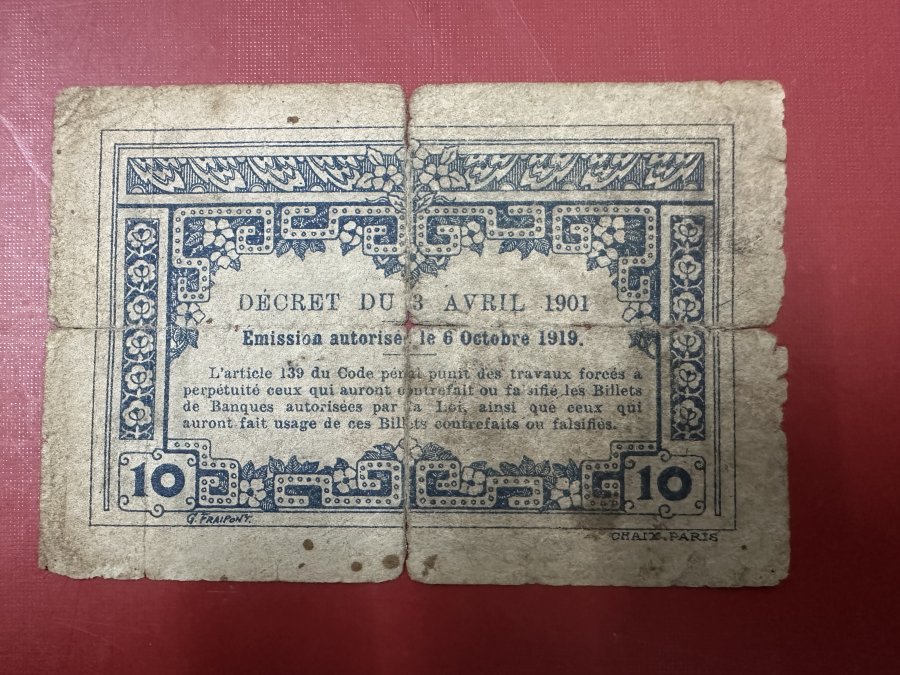 DÉCRET DU 3 AVRIL 1901
Emission autorisée le 6 Octobre 1919.
L'article 139 du Code pénal punit des travaux forcés à
perpétuité ceux qui auront contrefait ou falsifié les Billets
de Banques autorisées par la Loi, ainsi que ceux qui
auront fait usage de ces Billets contrefaits ou falsifiés.
10 10
G. FRAIPONT.
CHAIX. PARIS